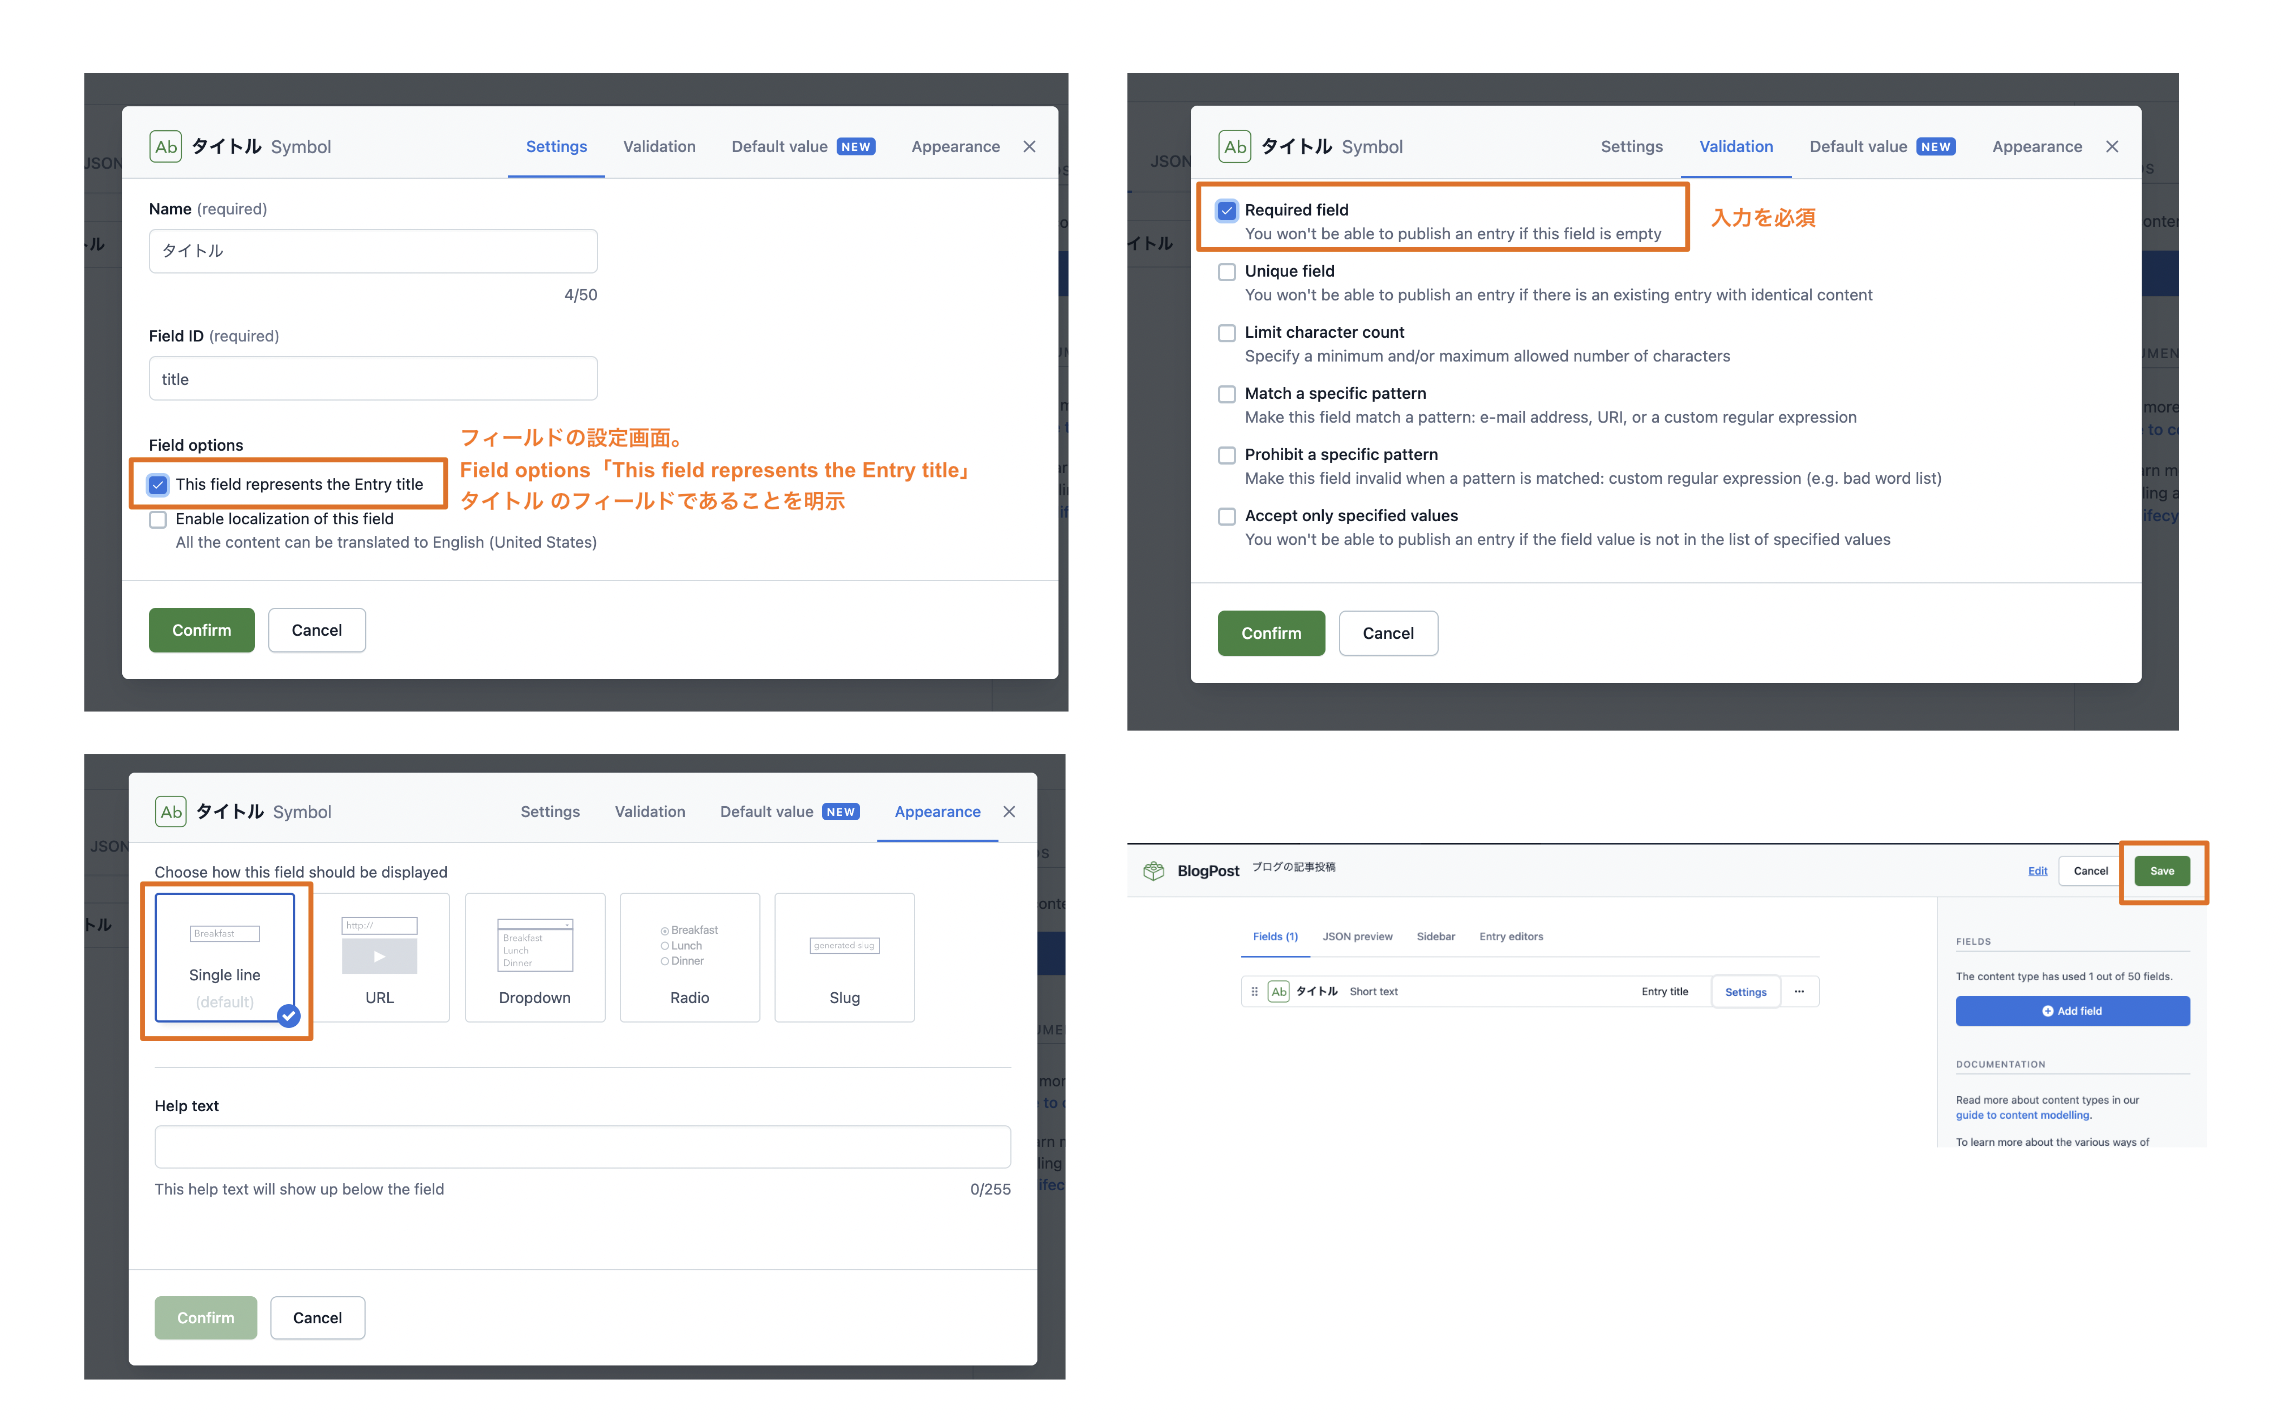 Ab タイトル Symbol Settings Validation Default value NEW Appearance
Name (required)
タイトル
4/50
Field ID (required)
title
Field options
フィールドの設定画面。
Field options「This field represents the Entry title」
タイトル のフィールドであることを明示
This field represents the Entry title
Enable localization of this field
All the content can be translated to English (United States)
Confirm Cancel
Ab タイトル Symbol Settings Validation Default value NEW Appearance
Required field
You won't be able to publish an entry if this field is empty
入力を必須
Unique field
You won't be able to publish an entry if there is an existing entry with identical content
Limit character count
Specify a minimum and/or maximum allowed number of characters
Match a specific pattern
Make this field match a pattern: e-mail address, URI, or a custom regular expression
Prohibit a specific pattern
Make this field invalid when a pattern is matched: custom regular expression (e.g. bad word list)
Accept only specified values
You won't be able to publish an entry if the field value is not in the list of specified values
Confirm Cancel
Ab タイトル Symbol Settings Validation Default value NEW Appearance
Choose how this field should be displayed
Breakfast
Single line
(default)
http://
URL
Breakfast
Lunch
Dinner
Dropdown
Breakfast
Lunch
Dinner
Radio
generated slug
Slug
Help text
This help text will show up below the field 0/255
Confirm Cancel
BlogPost ブログの記事投稿 Edit Cancel Save
Fields (1) JSON preview Sidebar Entry editors
Ab タイトル Short text Entry title Settings
FIELDS
The content type has used 1 out of 50 fields.
Add field
DOCUMENTATION
Read more about content types in our
guide to content modelling.
To learn more about the various ways of